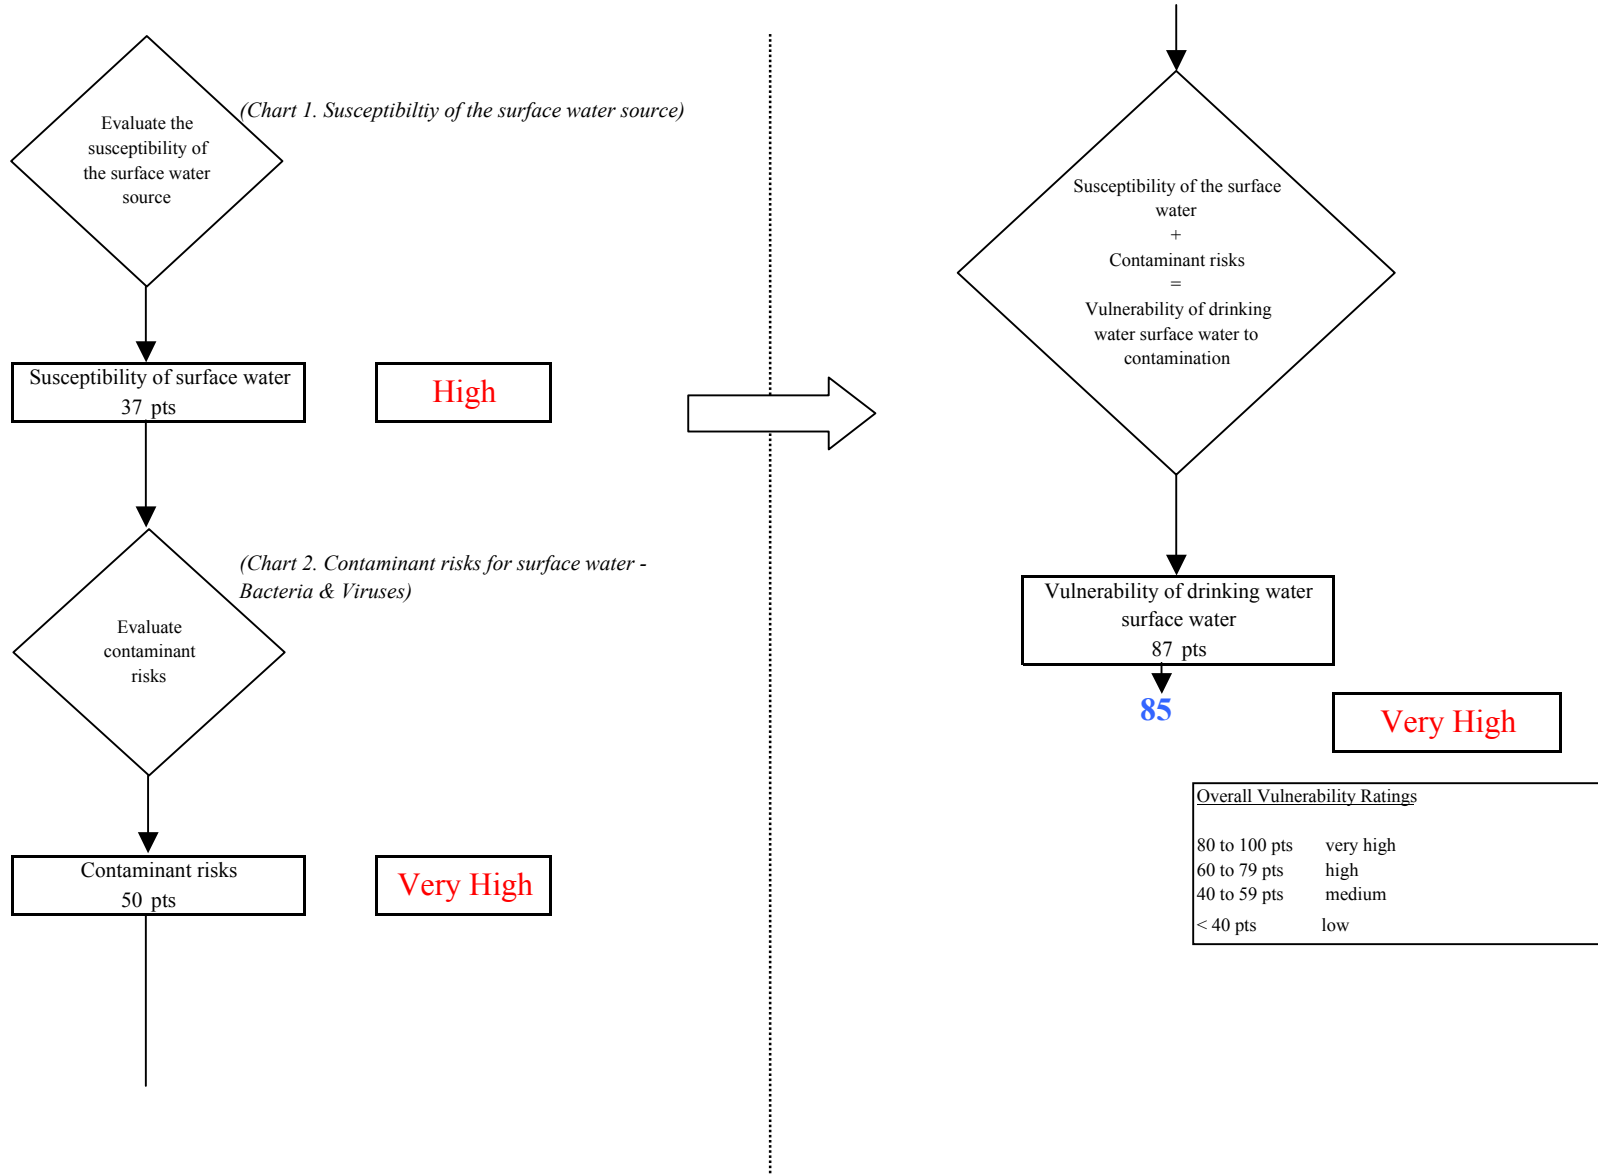 (Chart 1. Susceptibiltiy of the surface water source)
Evaluate the
susceptibility of
the surface water
source
Susceptibility of surface water
37 pts
High
(Chart 2. Contaminant risks for surface water -
Bacteria & Viruses)
Evaluate
contaminant
risks
Contaminant risks
50 pts
Very High
Susceptibility of the surface
water
+
Contaminant risks
=
Vulnerability of drinking
water surface water to
contamination
Vulnerability of drinking water
surface water
87 pts
85
Very High
Overall Vulnerability Ratings
80 to 100 pts very high
60 to 79 pts high
40 to 59 pts medium
< 40 pts low